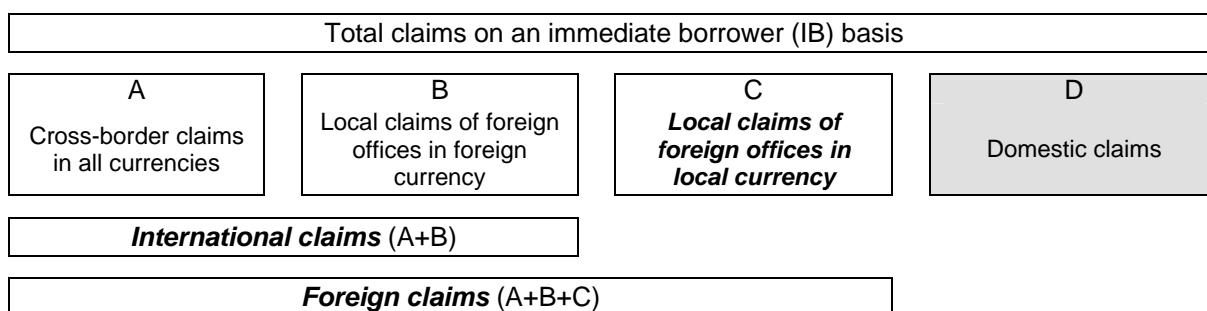 Total claims on an immediate borrower (IB) basis
A
Cross-border claims
in all currencies
B
Local claims of foreign
offices in foreign
currency
C
Local claims of
foreign offices in
local currency
D
Domestic claims
International claims (A+B)
Foreign claims (A+B+C)